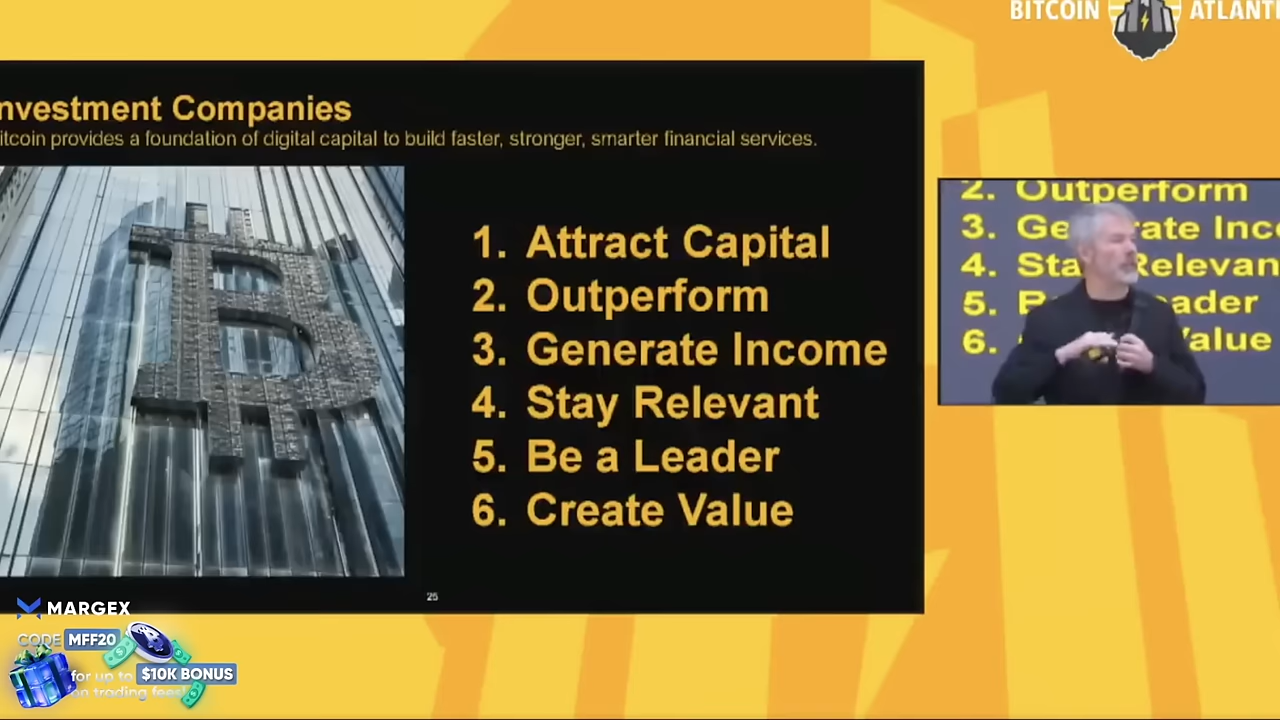 BITCOIN ATLANT
nvestment Companies
itcoin provides a foundation of digital capital to build faster, stronger, smarter financial services.
1. Attract Capital
2. Outperform
3. Generate Income
4. Stay Relevant
5. Be a Leader
6. Create Value
25
2. Outperform
3. Ge rate Inc
4. Sta Relevan
5. B ader
6. Value
MARGEX
CODE MFF20
for up to $10K BONUS
on trading fees!